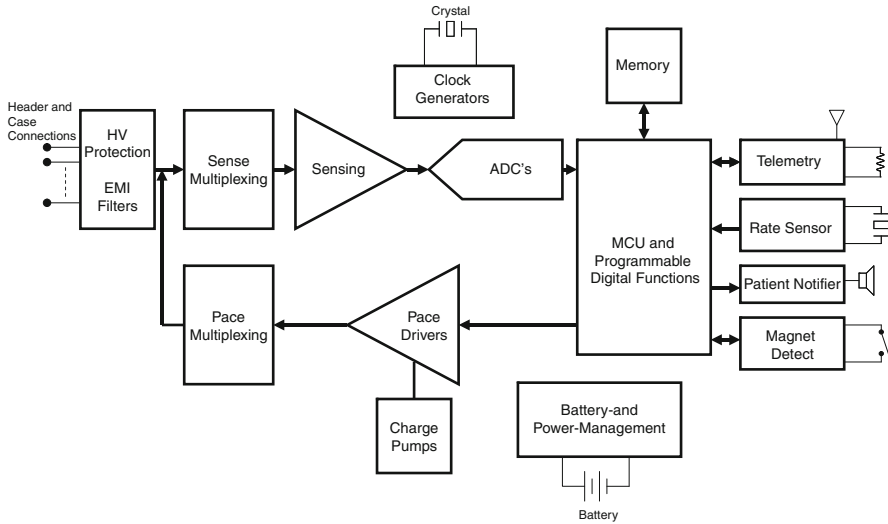 Crystal
Clock
Generators
Memory
Header and
Case
Connections
HV
Protection
EMI
Filters
Sense
Multiplexing
Sensing
ADC's
MCU and
Programmable
Digital Functions
Telemetry
Rate Sensor
Patient Notifier
Magnet
Detect
Pace
Multiplexing
Pace
Drivers
Charge
Pumps
Battery-and
Power-Management
Battery